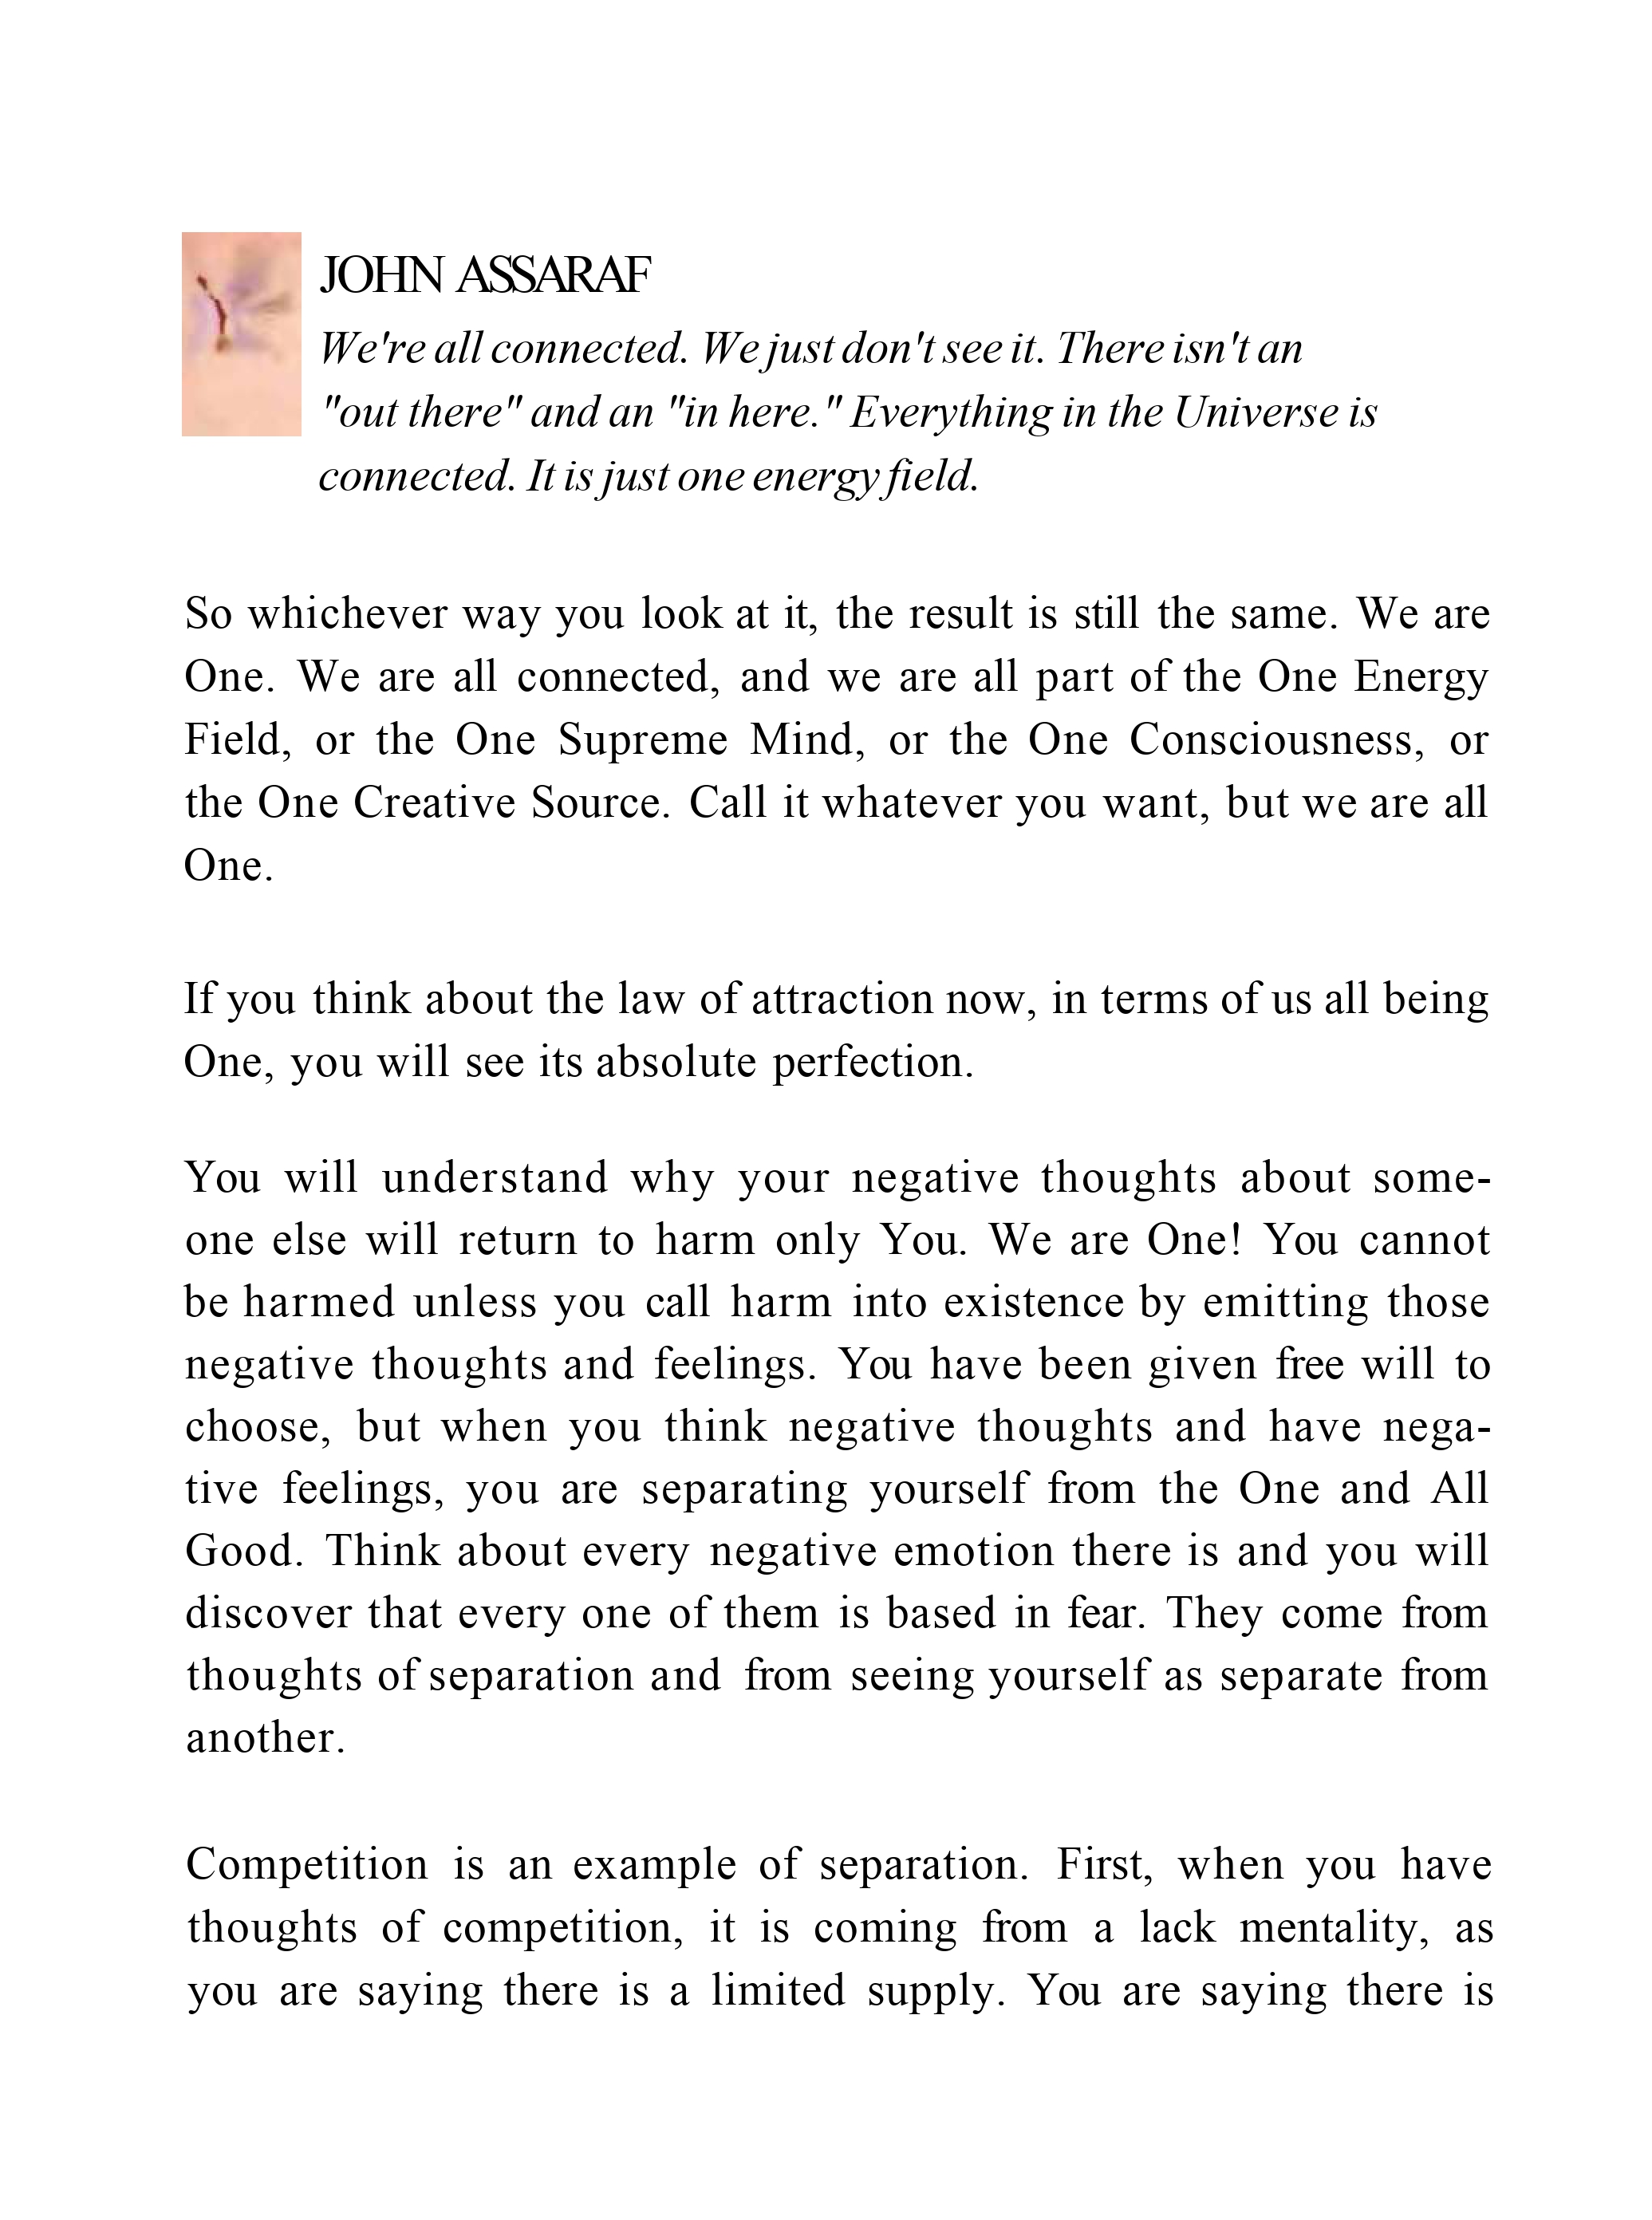 JOHN ASSARAF
We're all connected. We just don't see it. There isn't an
"out there" and an "in here." Everything in the Universe is
connected. It is just one energy field.
So whichever way you look at it, the result is still the same. We are
One. We are all connected, and we are all part of the One Energy
Field, or the One Supreme Mind, or the One Consciousness, or
the One Creative Source. Call it whatever you want, but we are all
One.
If you think about the law of attraction now, in terms of us all being
One, you will see its absolute perfection.
You will understand why your negative thoughts about some-
one else will return to harm only You. We are One! You cannot
be harmed unless you call harm into existence by emitting those
negative thoughts and feelings. You have been given free will to
choose, but when you think negative thoughts and have nega-
tive feelings, you are separating yourself from the One and All
Good. Think about every negative emotion there is and you will
discover that every one of them is based in fear. They come from
thoughts of separation and from seeing yourself as separate from
another.
Competition is an example of separation. First, when you have
thoughts of competition, it is coming from a lack mentality, as
you are saying there is a limited supply. You are saying there is